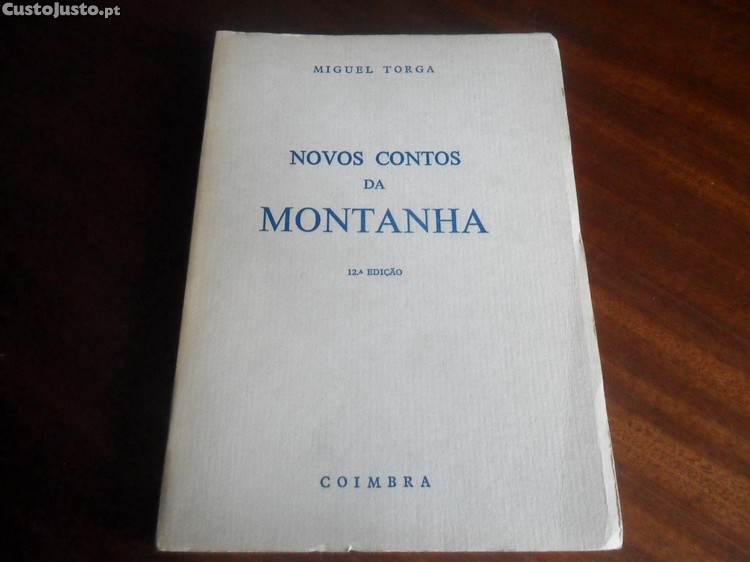 CustoJusto.pt
MIGUEL TORGA
NOVOS CONTOS
DA
MONTANHA
12.ª EDIÇÃO
COIMBRA